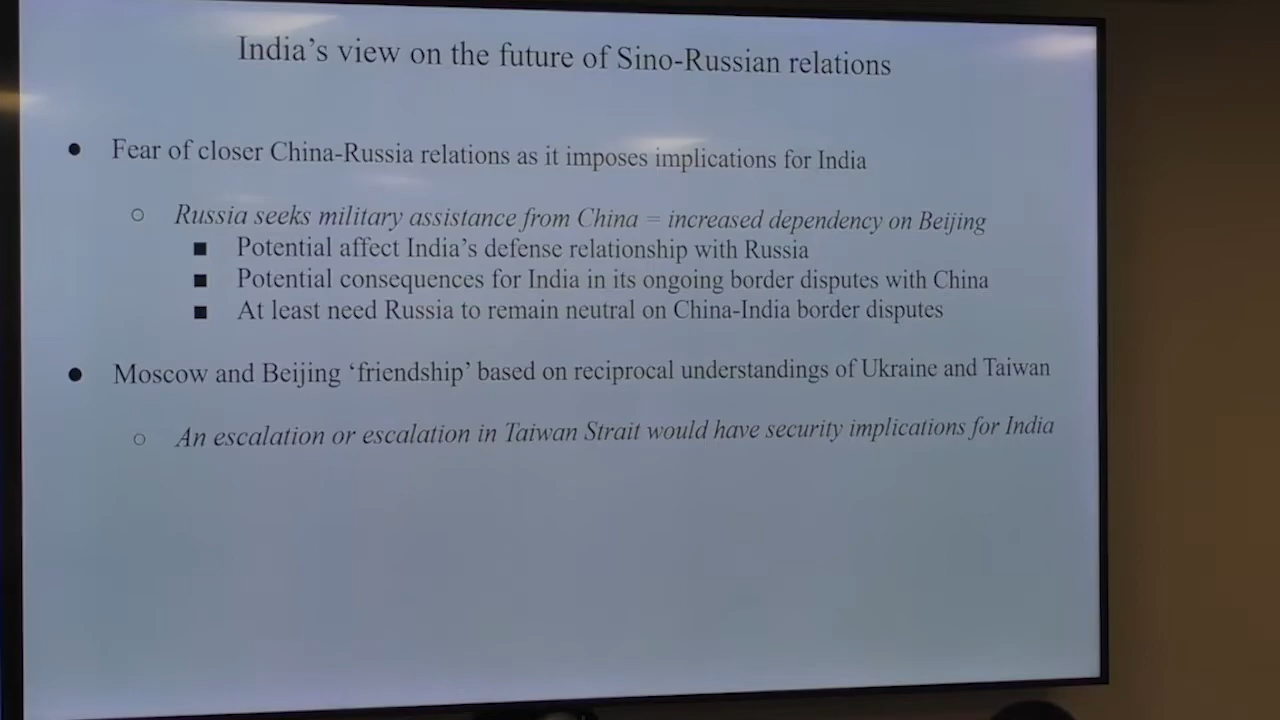 India’s view on the future of Sino-Russian relations
● Fear of closer China-Russia relations as it imposes implications for India
○ Russia seeks military assistance from China = increased dependency on Beijing
■ Potential affect India’s defense relationship with Russia
■ Potential consequences for India in its ongoing border disputes with China
■ At least need Russia to remain neutral on China-India border disputes
● Moscow and Beijing ‘friendship’ based on reciprocal understandings of Ukraine and Taiwan
○ An escalation or escalation in Taiwan Strait would have security implications for India